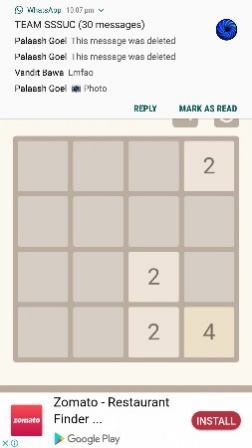 WhatsApp 10:07 pm
TEAM SSSUC (30 messages)
Palaash Goel This message was deleted
Palaash Goel This message was deleted
Vandit Bawa Lmfao
Palaash Goel 📷 Photo
REPLY MARK AS READ
2
2
2 4
Zomato - Restaurant
Finder ...
zomato
INSTALL
Google Play